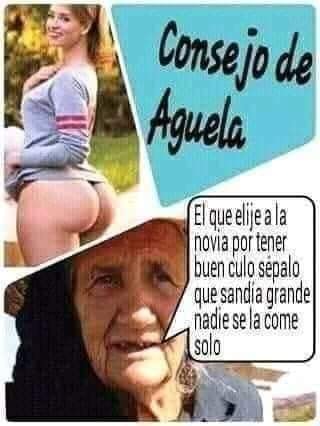 Consejo de
Aguela
El que elije a la
novia por tener
buen culo sépalo
que sandía grande
nadie se la come
solo